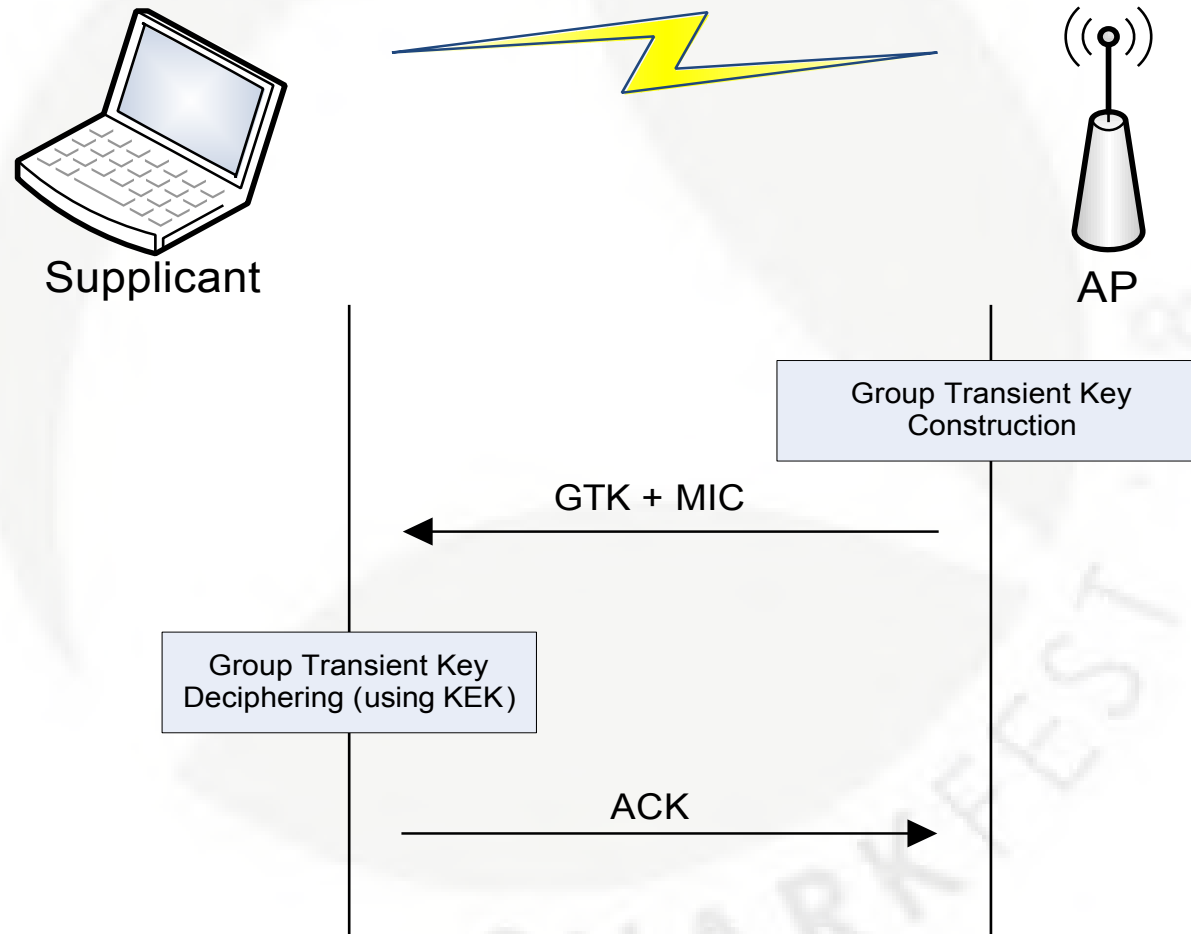 Supplicant
AP
Group Transient Key
Construction
GTK + MIC
Group Transient Key
Deciphering (using KEK)
ACK